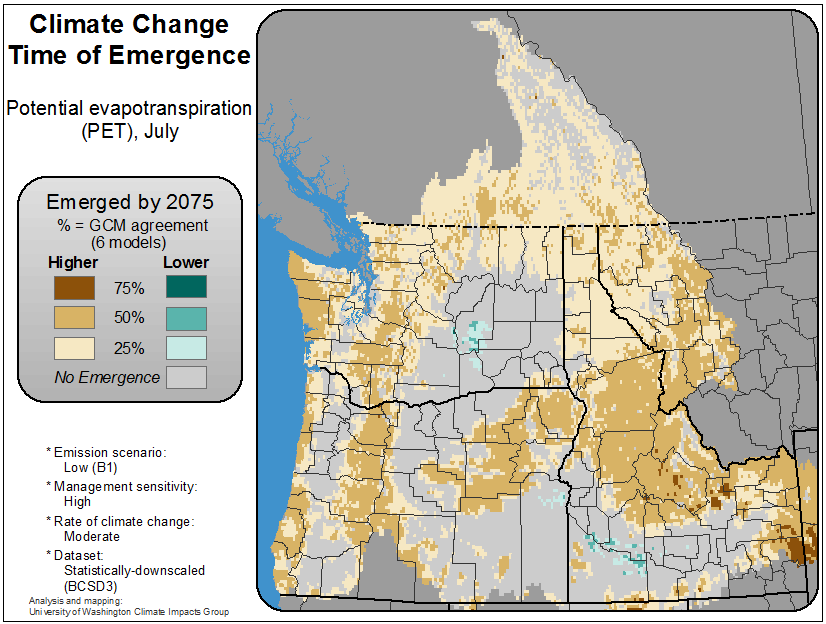 Climate Change
Time of Emergence
Potential evapotranspiration
(PET), July
Emerged by 2075
% = GCM agreement
(6 models)
Higher Lower
75%
50%
25%
No Emergence
* Emission scenario:
Low (B1)
* Management sensitivity:
High
* Rate of climate change:
Moderate
* Dataset:
Statistically-downscaled
(BCSD3)
Analysis and mapping:
University of Washington Climate Impacts Group